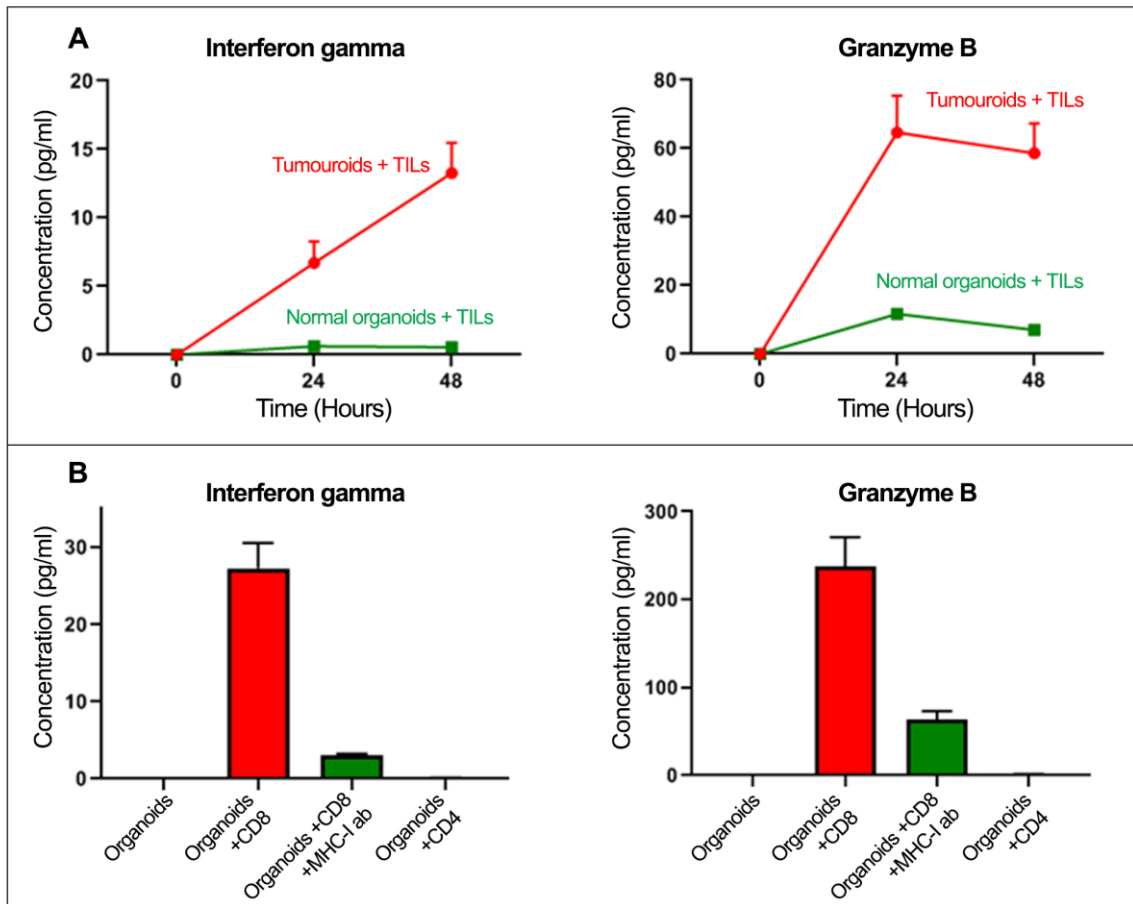 A
Interferon gamma
Concentration (pg/ml)
20
15
10
5
0
Tumouroids + TILs
Normal organoids + TILs
0 24 48
Time (Hours)
Granzyme B
Concentration (pg/ml)
80
60
40
20
0
Tumouroids + TILs
Normal organoids + TILs
0 24 48
Time (Hours)
B
Interferon gamma
Concentration (pg/ml)
30
20
10
0
Organoids
Organoids
+CD8
Organoids +CD8
+MHC-I ab
Organoids
+CD4
Granzyme B
Concentration (pg/ml)
300
200
100
0
Organoids
Organoids
+CD8
Organoids +CD8
+MHC-I ab
Organoids
+CD4